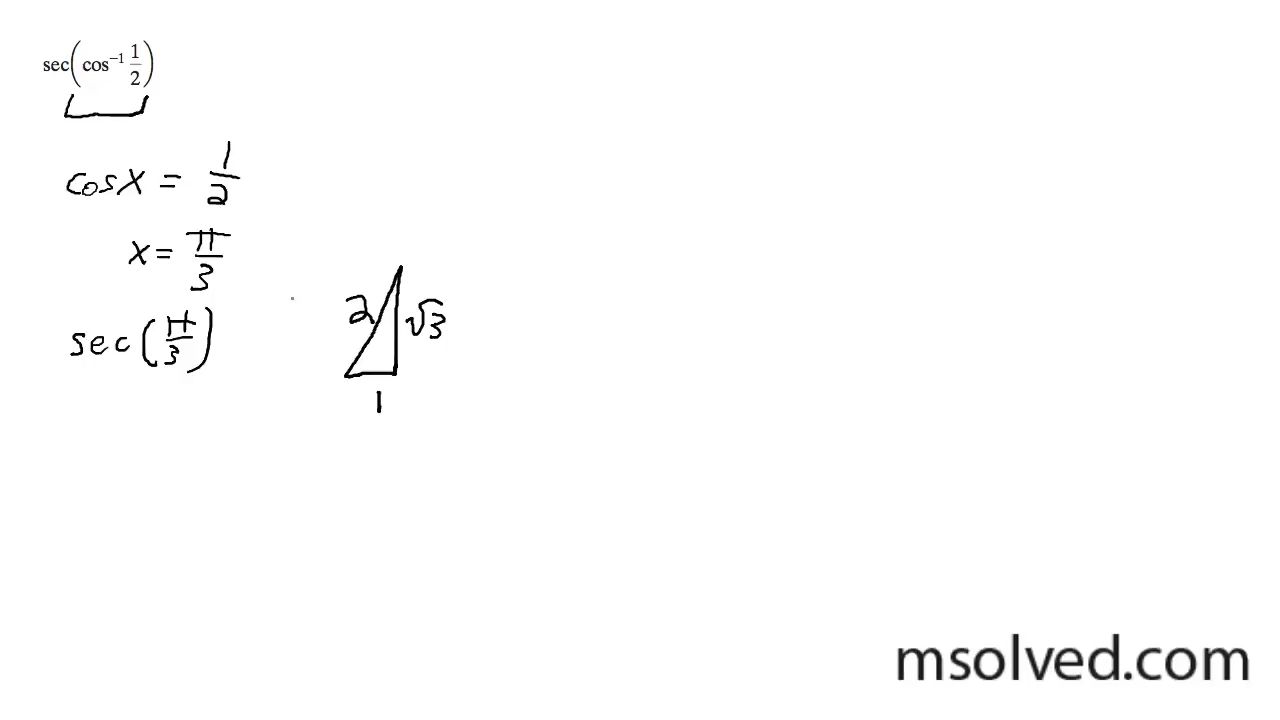 sec(cos⁻¹ 1/2)
cosx = 1/2
x = π/3
sec(π/3)
2
√3
1
msolved.com